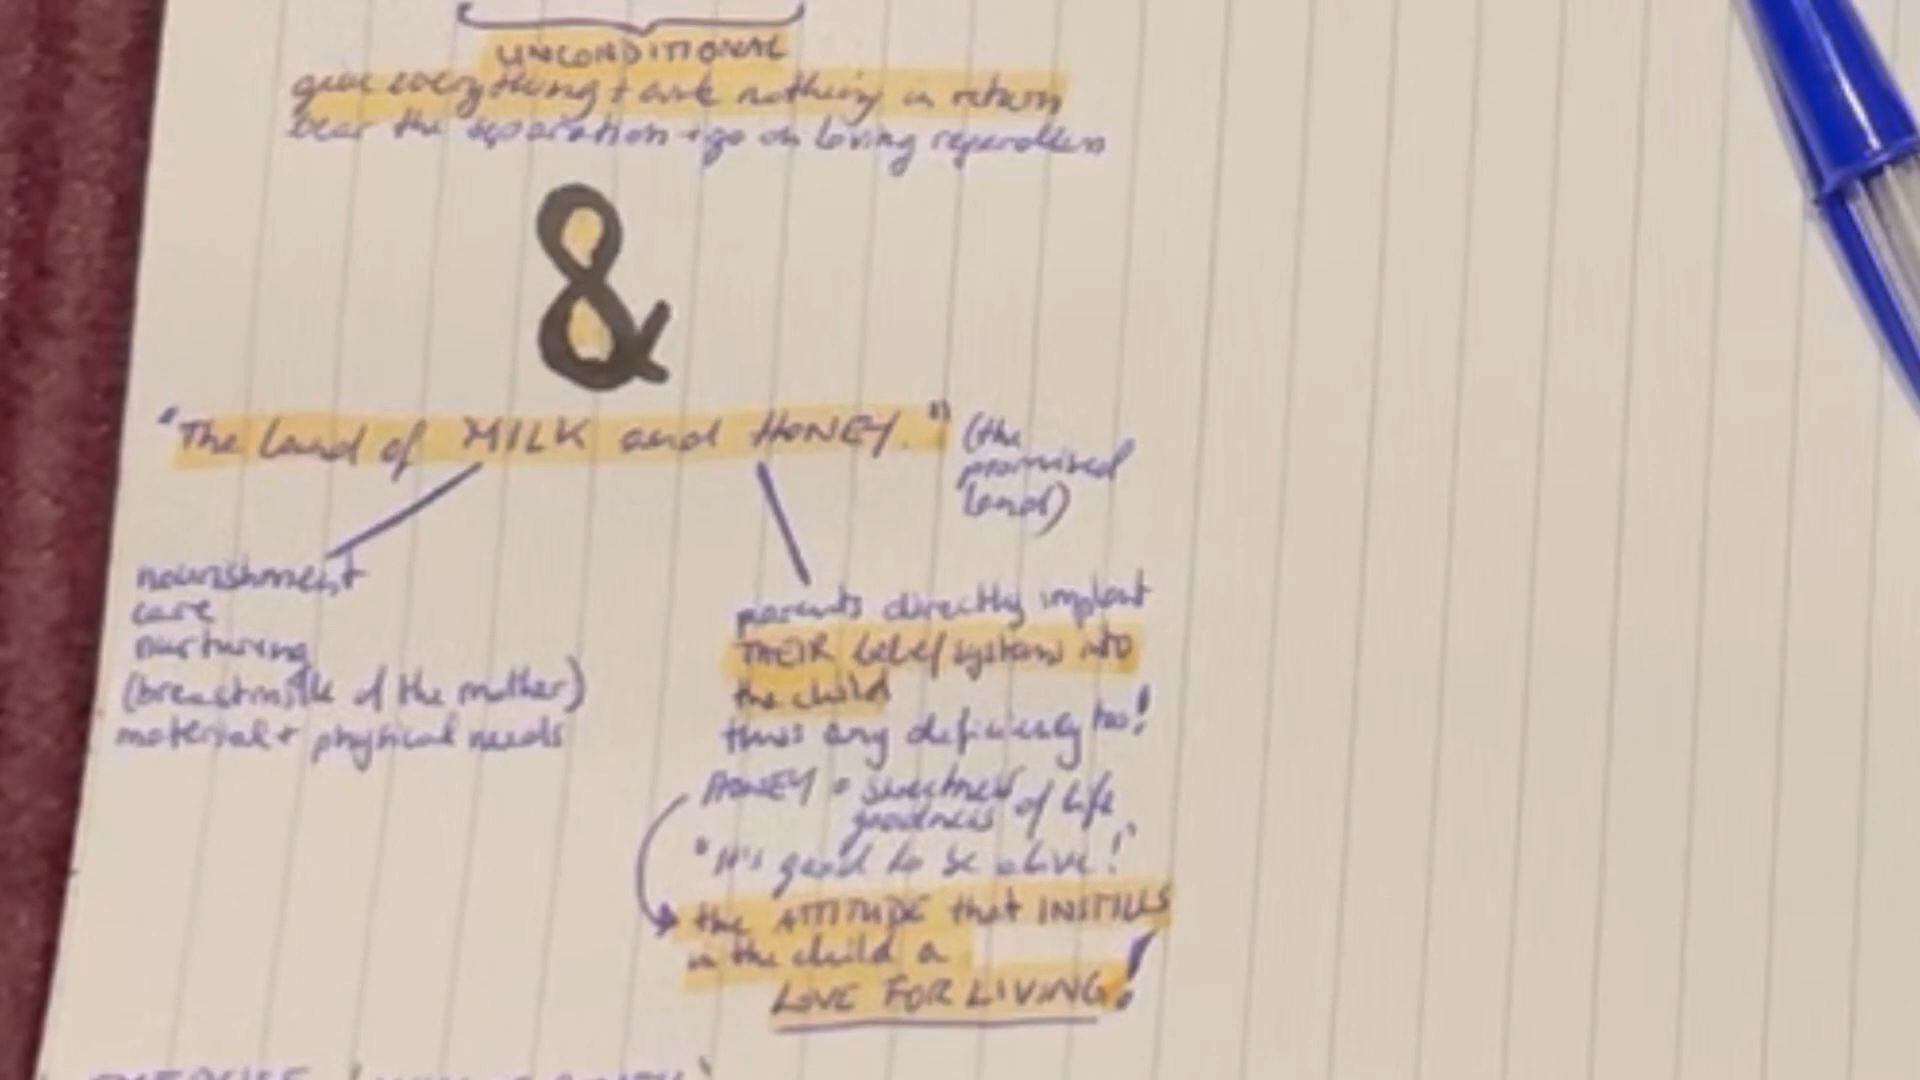 UNCONDITIONAL
give everything + ask nothing in return
bear the separation + go on loving regardless
&
"The land of MILK and HONEY." (the promised land)
nourishment
care
nurturing
(breastmilk of the mother)
material + physical needs
parents directly implant
THEIR belief system into
the child
thus any deficiency too!
HONEY = sweetness of life
goodness
"It's good to be alive!"
the ATTITUDE that INSTILLS
in the child a
LOVE FOR LIVING!